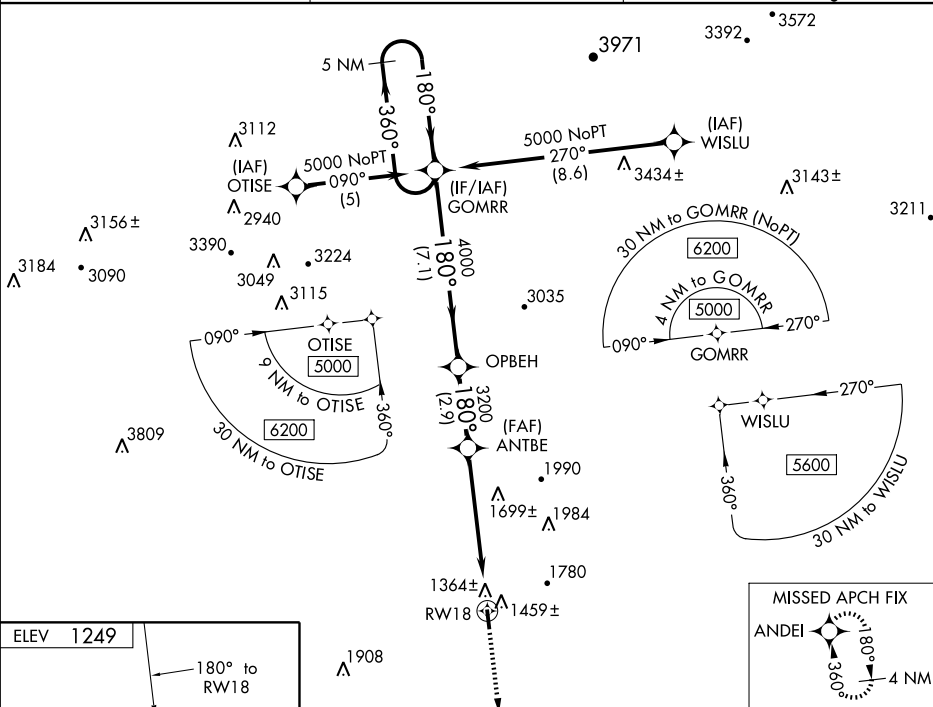 3572
3392
3971
5 NM
180°
360°
3112
(IAF)
OTISE
5000 NoPT
090°
(5)
(IF/IAF)
GOMRR
5000 NoPT
270°
(8.6)
(IAF)
WISLU
3434±
3143±
3211
2940
3156±
3090
3184
3390
3049
3224
3115
4000
180°
(7.1)
3035
30 NM to GOMRR (NoPT)
6200
4 NM to GOMRR
5000
090°
270°
GOMRR
090°
OTISE
5000
9 NM to OTISE
360°
6200
30 NM to OTISE
OPBEH
3200
180°
(2.9)
(FAF)
ANTBE
270°
WISLU
5600
360°
30 NM to WISLU
3809
1990
1699±
1984
1364±
1780
RW18
1459±
1908
ELEV 1249
180° to
RW18
MISSED APCH FIX
ANDEI
180°
360°
4 NM